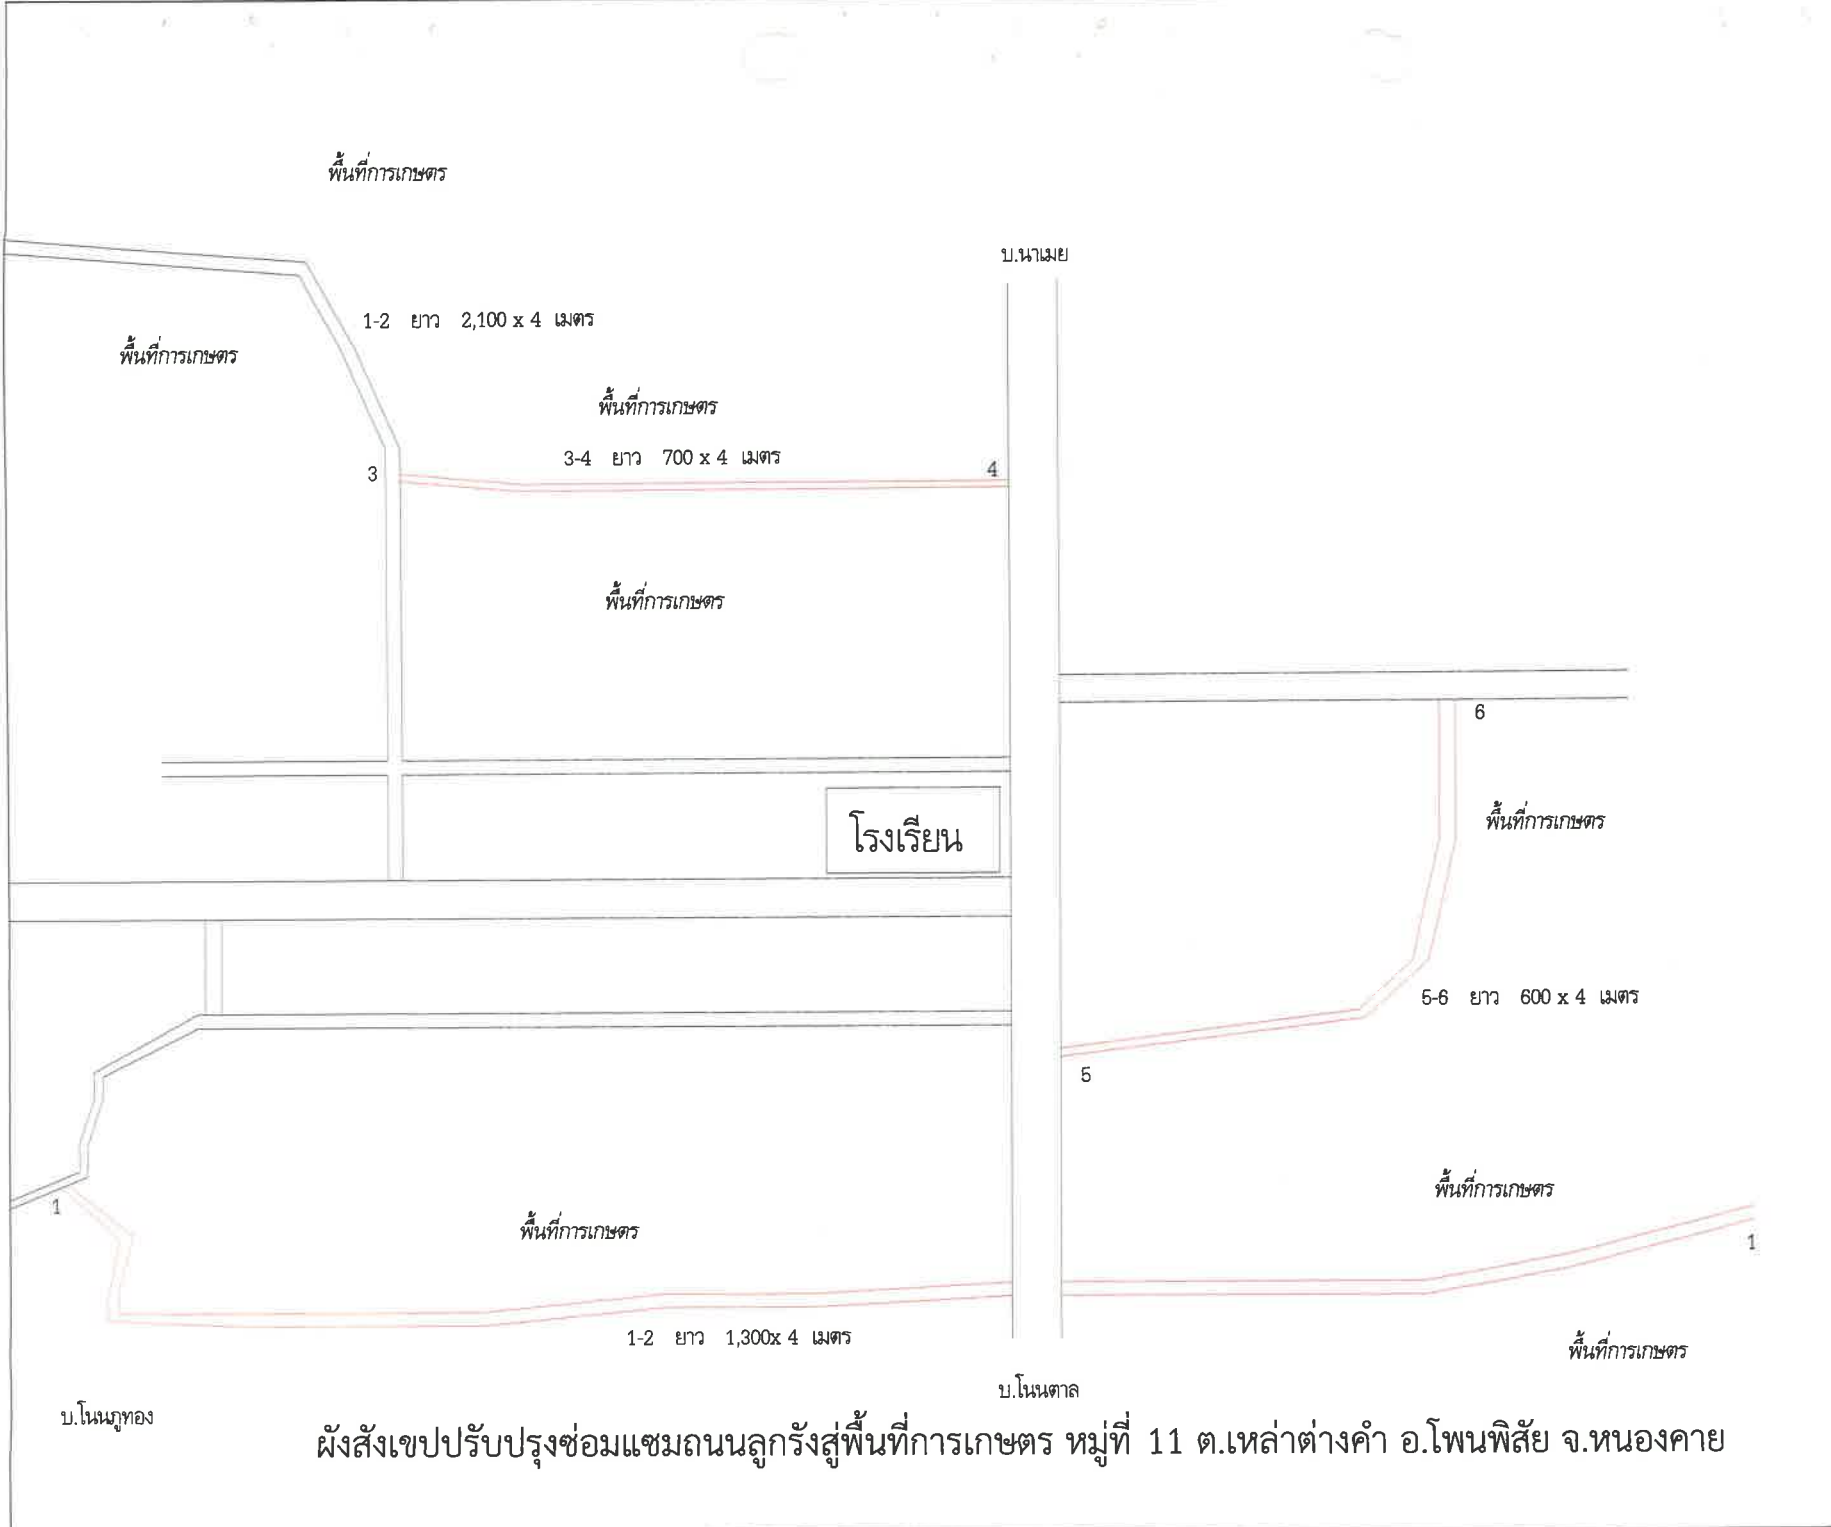 พื้นที่การเกษตร
บ.นาเมย
1-2 ยาว 2,100 x 4 เมตร
พื้นที่การเกษตร
พื้นที่การเกษตร
3-4 ยาว 700 x 4 เมตร
3
4
พื้นที่การเกษตร
6
พื้นที่การเกษตร
โรงเรียน
5-6 ยาว 600 x 4 เมตร
5
พื้นที่การเกษตร
1
พื้นที่การเกษตร
1
1-2 ยาว 1,300x 4 เมตร
พื้นที่การเกษตร
บ.โนนตาล
บ.โนนภูทอง
ผังสังเขปปรับปรุงซ่อมแซมถนนลูกรังสู่พื้นที่การเกษตร หมู่ที่ 11 ต.เหล่าต่างคำ อ.โพนพิสัย จ.หนองคาย